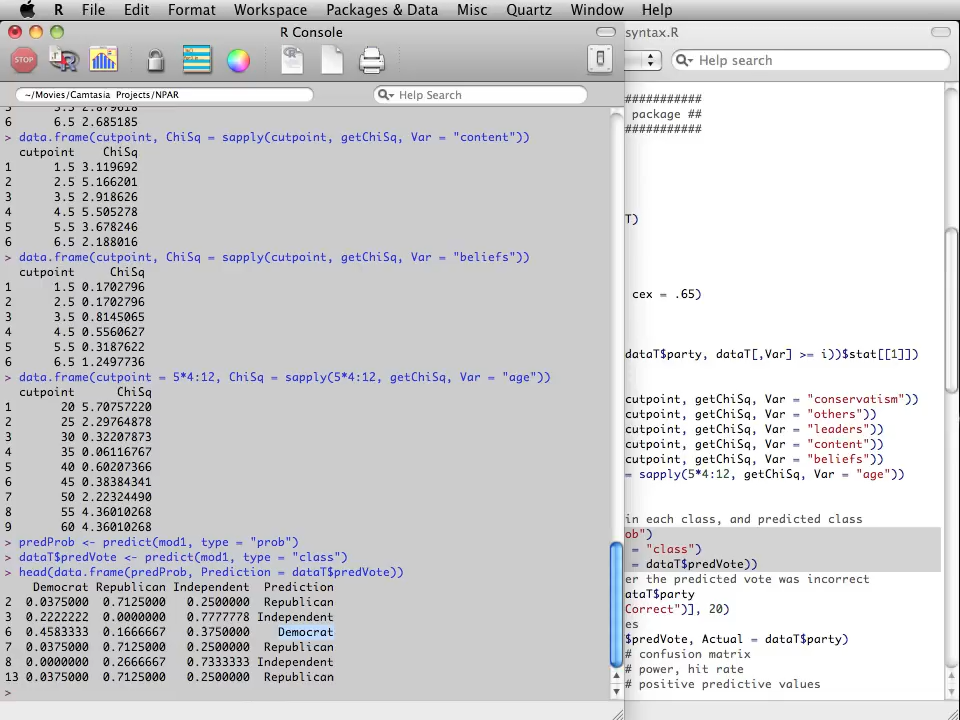 R File Edit Format Workspace Packages & Data Misc Quartz Window Help
R Console
syntax.R
STOP
Help search
~/Movies/Camtasia Projects/NPAR
Help Search
6 6.5 2.685185
> data.frame(cutpoint, ChiSq = sapply(cutpoint, getChiSq, Var = "content"))
cutpoint ChiSq
1 1.5 3.119692
2 2.5 5.166201
3 3.5 2.918626
4 4.5 5.505278
5 5.5 3.678246
6 6.5 2.188016
> data.frame(cutpoint, ChiSq = sapply(cutpoint, getChiSq, Var = "beliefs"))
cutpoint ChiSq
1 1.5 0.1702796
2 2.5 0.1702796
3 3.5 0.8145065
4 4.5 0.5560627
5 5.5 0.3187622
6 6.5 1.2497736
> data.frame(cutpoint = 5*4:12, ChiSq = sapply(5*4:12, getChiSq, Var = "age"))
cutpoint ChiSq
1 20 5.70757220
2 25 2.29764878
3 30 0.32207873
4 35 0.06116767
5 40 0.60207366
6 45 0.38384341
7 50 2.22324490
8 55 4.36010268
9 60 4.36010268
> predProb <- predict(mod1, type = "prob")
> dataT$predVote <- predict(mod1, type = "class")
> head(data.frame(predProb, Prediction = dataT$predVote))
Democrat Republican Independent Prediction
2 0.0375000 0.7125000 0.2500000 Republican
3 0.2222222 0.0000000 0.7777778 Independent
6 0.4583333 0.1666667 0.3750000 Democrat
7 0.0375000 0.7125000 0.2500000 Republican
8 0.0000000 0.2666667 0.7333333 Independent
13 0.0375000 0.7125000 0.2500000 Republican
>
###########
package ##
###########
T)
cex = .65)
dataT$party, dataT[,Var] >= i))$stat[[1]])
cutpoint, getChiSq, Var = "conservatism"))
cutpoint, getChiSq, Var = "others"))
cutpoint, getChiSq, Var = "leaders"))
cutpoint, getChiSq, Var = "content"))
cutpoint, getChiSq, Var = "beliefs"))
= sapply(5*4:12, getChiSq, Var = "age"))
in each class, and predicted class
ob")
= "class")
= dataT$predVote))
er the predicted vote was incorrect
ataT$party
Correct")], 20)
es
$predVote, Actual = dataT$party)
# confusion matrix
# power, hit rate
# positive predictive values